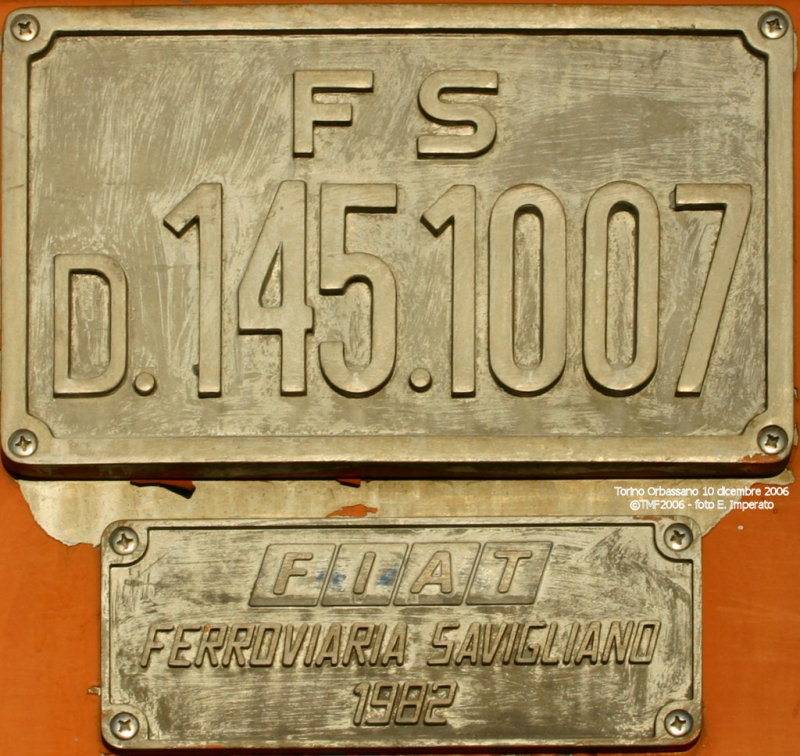 FS
D.145.1007
Torino Orbassano 10 dicembre 2006
©TMF2006 - foto E. Imperato
FIAT
FERROVIARIA SAVIGLIANO
1982